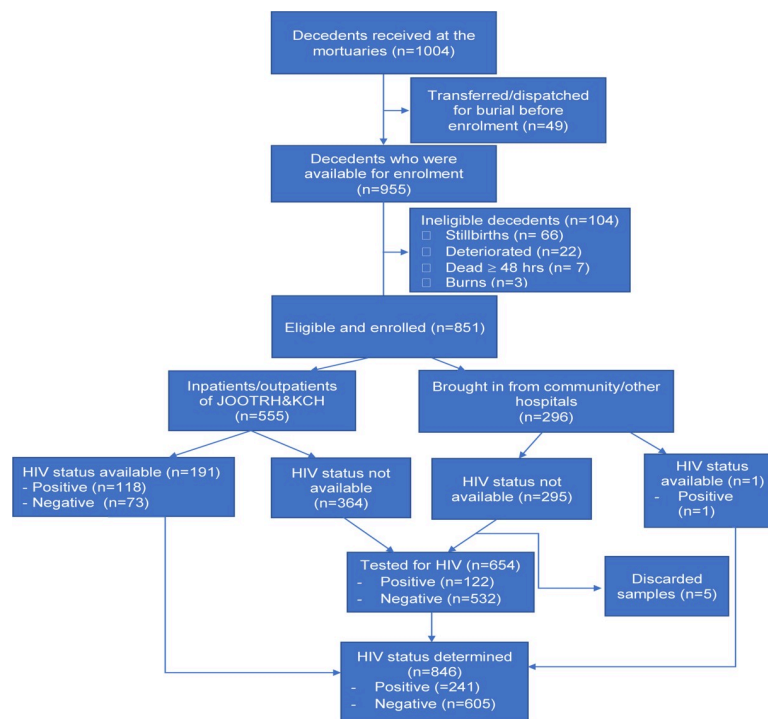 Decedents received at the
mortuaries (n=1004)
Transferred/dispatched
for burial before
enrolment (n=49)
Decedents who were
available for enrolment
(n=955)
Ineligible decedents (n=104)
□ Stillbirths (n= 66)
□ Deteriorated (n=22)
□ Dead ≥ 48 hrs (n= 7)
□ Burns (n=3)
Eligible and enrolled (n=851)
Inpatients/outpatients
of JOOTRH&KCH
(n=555)
Brought in from community/other
hospitals
(n=296)
HIV status available (n=191)
- Positive (n=118)
- Negative (n=73)
HIV status not
available
(n=364)
HIV status not
available (n=295)
HIV status
available (n=1)
- Positive
(n=1)
Tested for HIV (n=654)
- Positive (n=122)
- Negative (n=532)
Discarded
samples (n=5)
HIV status determined
(n=846)
- Positive (=241)
- Negative (n=605)